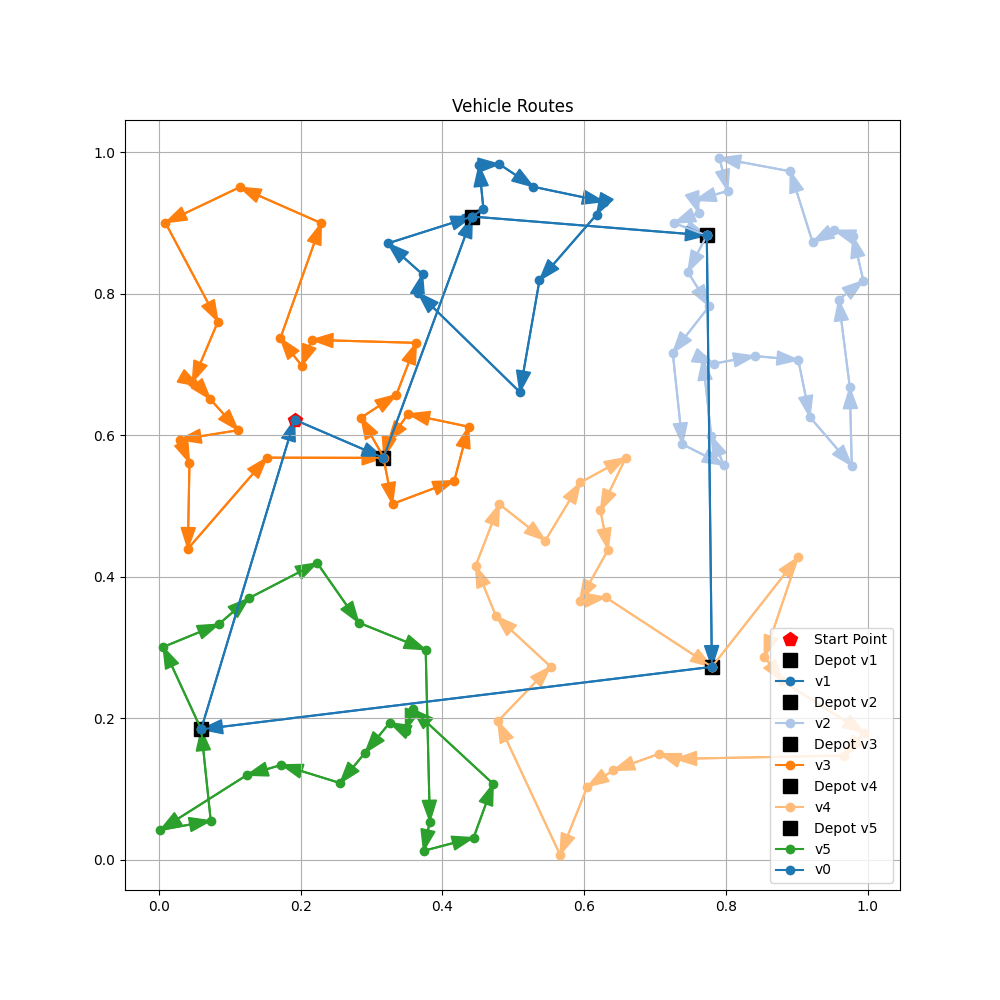 Vehicle Routes
1.0
0.8
0.6
0.4
0.2
0.0
0.0 0.2 0.4 0.6 0.8 1.0
Start Point
Depot v1
v1
Depot v2
v2
Depot v3
v3
Depot v4
v4
Depot v5
v5
v0